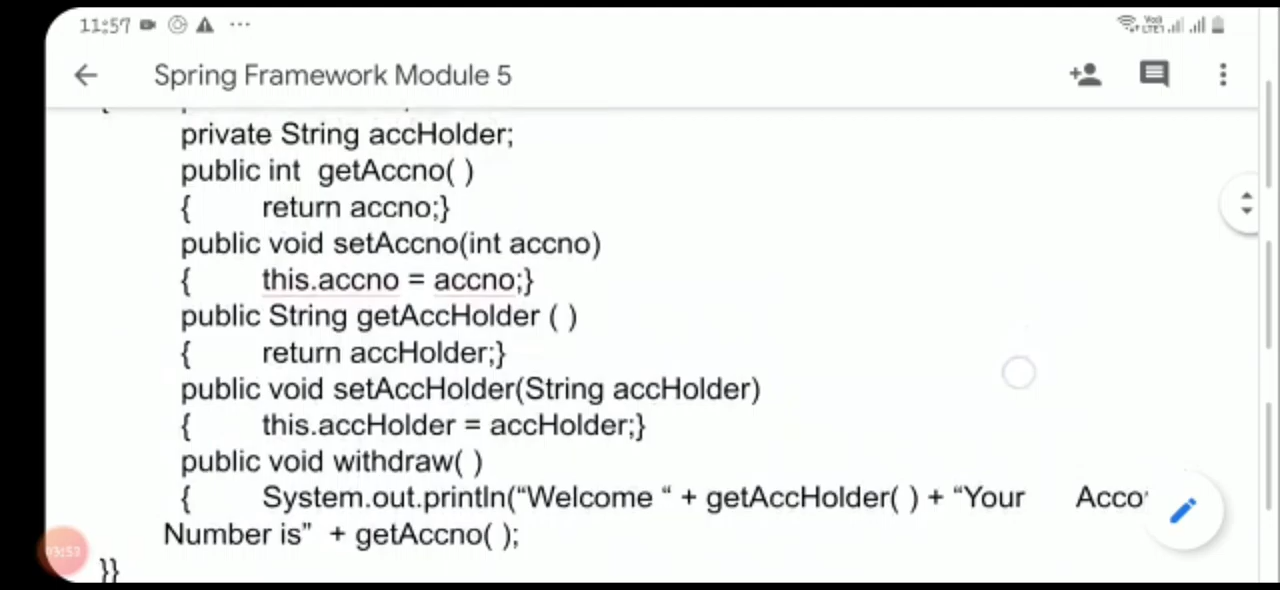 11:57
Spring Framework Module 5
private String accHolder;
public int getAccno( )
{ return accno;}
public void setAccno(int accno)
{ this.accno = accno;}
public String getAccHolder ( )
{ return accHolder;}
public void setAccHolder(String accHolder)
{ this.accHolder = accHolder;}
public void withdraw( )
{ System.out.println(“Welcome “ + getAccHolder( ) + “Your
Number is” + getAccno( );
03:53
}}